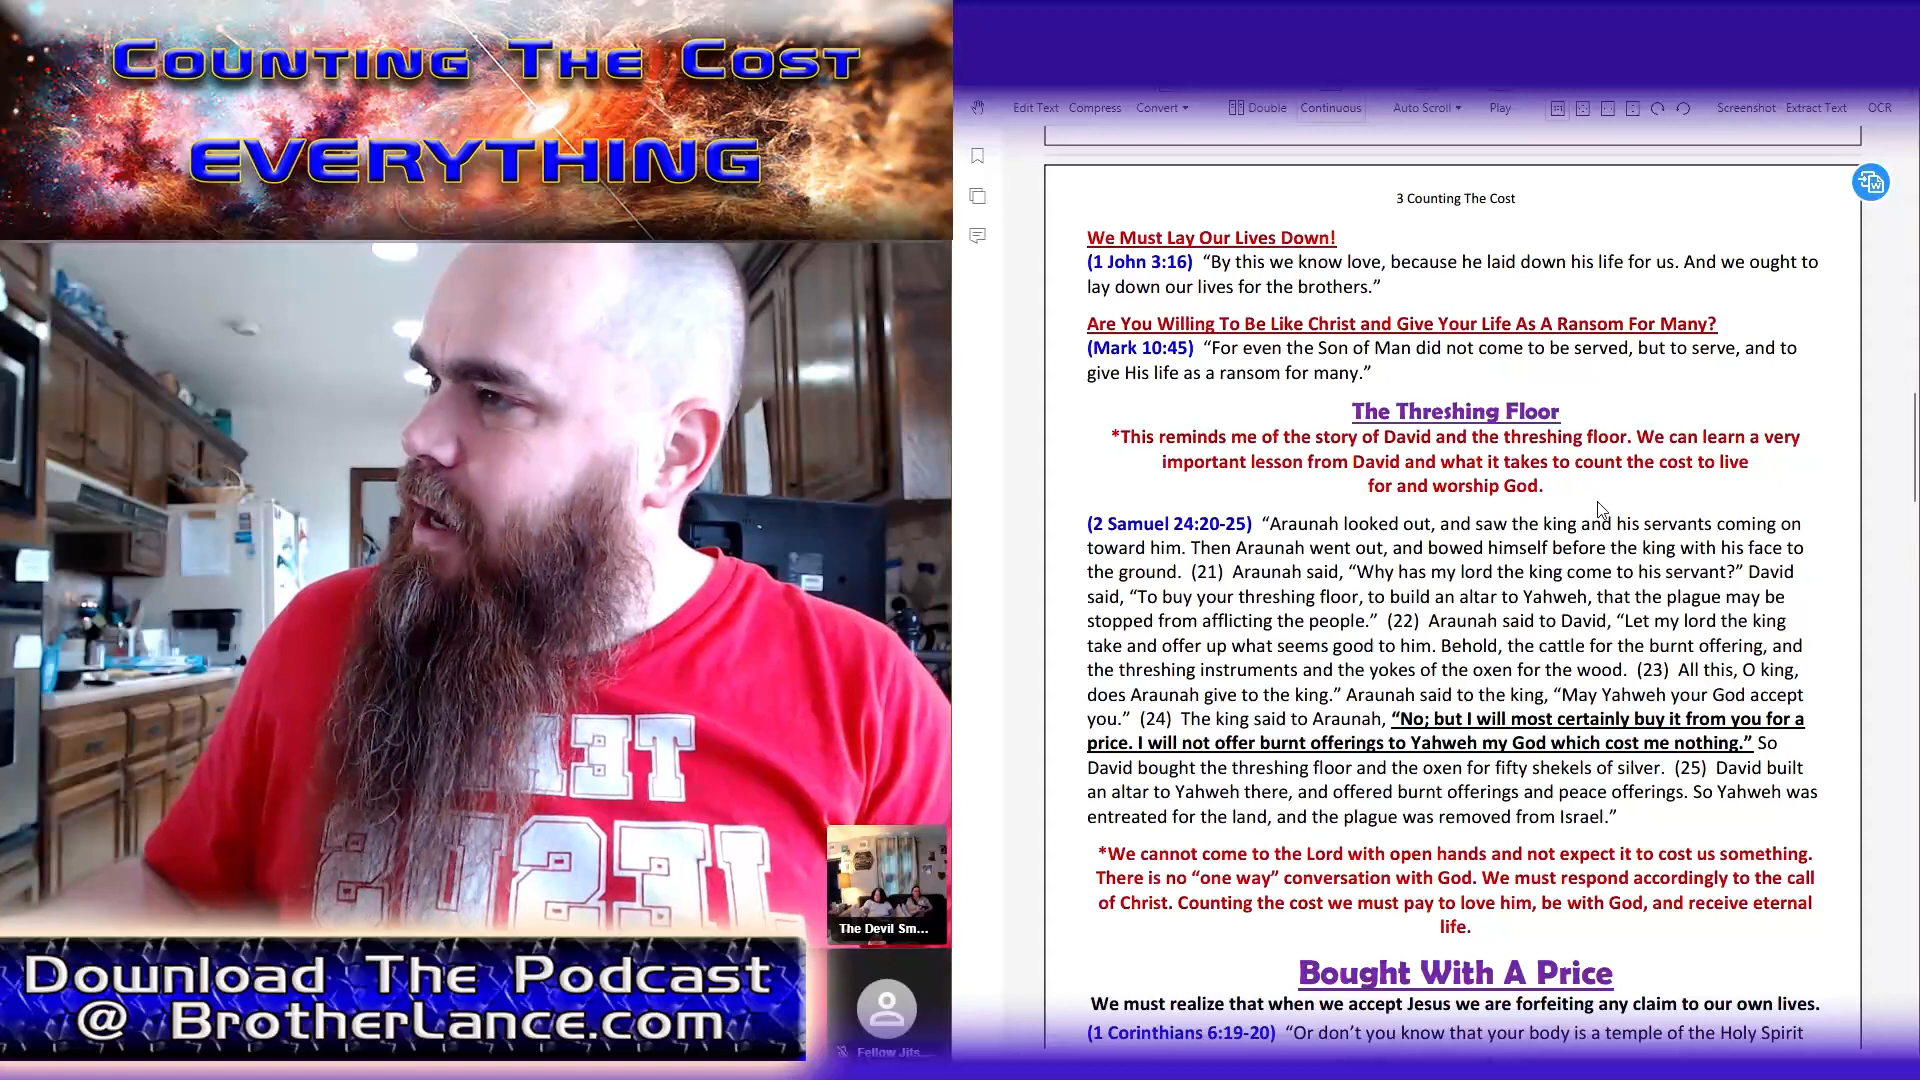 Counting The Cost
EVERYTHING
TEAM
JESUS
The Devil Sm...
Fellow Jits...
Download The Podcast
@ BrotherLance.com
Edit Text Compress Convert Double Continuous Auto Scroll Play Screenshot Extract Text OCR
3 Counting The Cost
We Must Lay Our Lives Down!
(1 John 3:16) “By this we know love, because he laid down his life for us. And we ought to
lay down our lives for the brothers.”
Are You Willing To Be Like Christ and Give Your Life As A Ransom For Many?
(Mark 10:45) “For even the Son of Man did not come to be served, but to serve, and to
give His life as a ransom for many.”
The Threshing Floor
*This reminds me of the story of David and the threshing floor. We can learn a very
important lesson from David and what it takes to count the cost to live
for and worship God.
(2 Samuel 24:20-25) “Araunah looked out, and saw the king and his servants coming on
toward him. Then Araunah went out, and bowed himself before the king with his face to
the ground. (21) Araunah said, “Why has my lord the king come to his servant?” David
said, “To buy your threshing floor, to build an altar to Yahweh, that the plague may be
stopped from afflicting the people.” (22) Araunah said to David, “Let my lord the king
take and offer up what seems good to him. Behold, the cattle for the burnt offering, and
the threshing instruments and the yokes of the oxen for the wood. (23) All this, O king,
does Araunah give to the king.” Araunah said to the king, “May Yahweh your God accept
you.” (24) The king said to Araunah, “No; but I will most certainly buy it from you for a
price. I will not offer burnt offerings to Yahweh my God which cost me nothing.” So
David bought the threshing floor and the oxen for fifty shekels of silver. (25) David built
an altar to Yahweh there, and offered burnt offerings and peace offerings. So Yahweh was
entreated for the land, and the plague was removed from Israel.”
*We cannot come to the Lord with open hands and not expect it to cost us something.
There is no “one way” conversation with God. We must respond accordingly to the call
of Christ. Counting the cost we must pay to love him, be with God, and receive eternal
life.
Bought With A Price
We must realize that when we accept Jesus we are forfeiting any claim to our own lives.
(1 Corinthians 6:19-20) “Or don’t you know that your body is a temple of the Holy Spirit